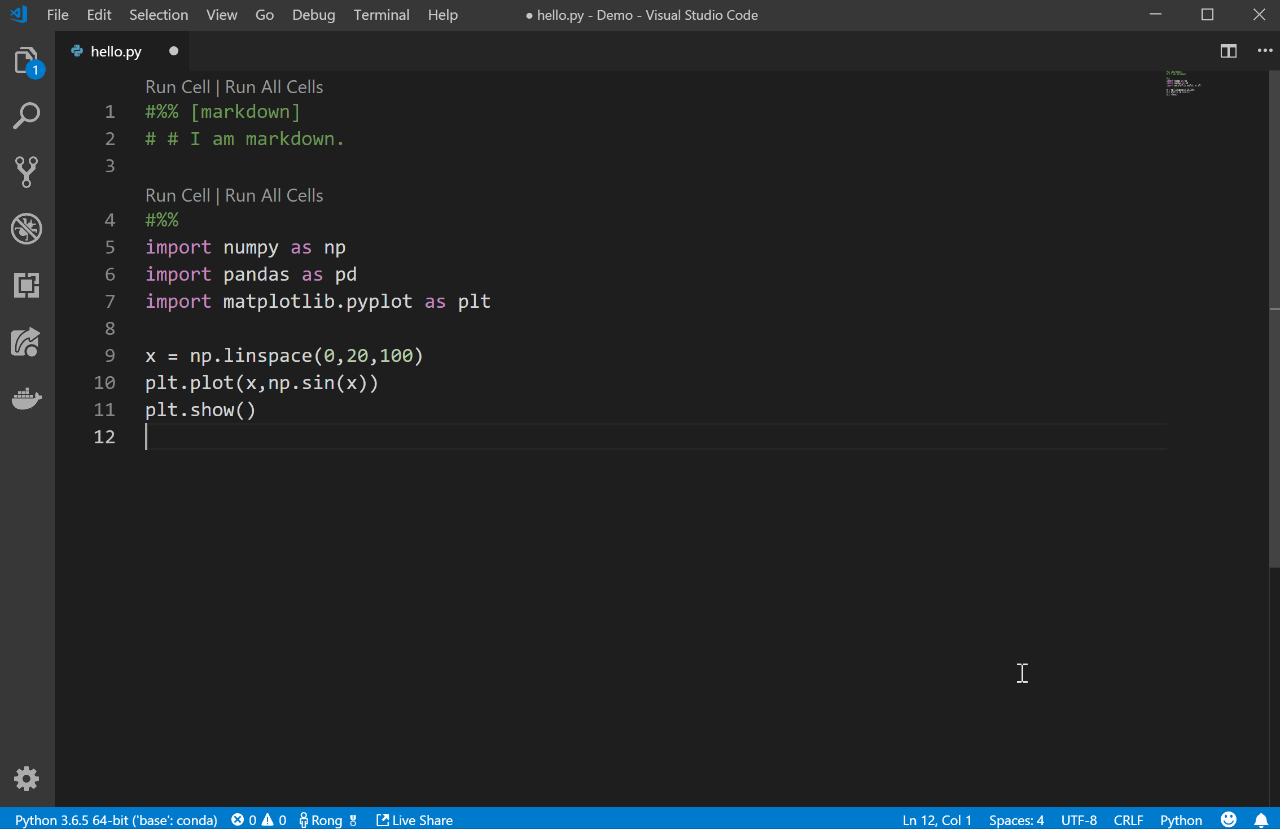 File Edit Selection View Go Debug Terminal Help ● hello.py - Demo - Visual Studio Code
hello.py ●
1
Run Cell | Run All Cells
1 #%% [markdown]
2 # # I am markdown.
3
Run Cell | Run All Cells
4 #%%
5 import numpy as np
6 import pandas as pd
7 import matplotlib.pyplot as plt
8
9 x = np.linspace(0,20,100)
10 plt.plot(x,np.sin(x))
11 plt.show()
12
Python 3.6.5 64-bit ('base': conda) 0 0 Rong Live Share Ln 12, Col 1 Spaces: 4 UTF-8 CRLF Python